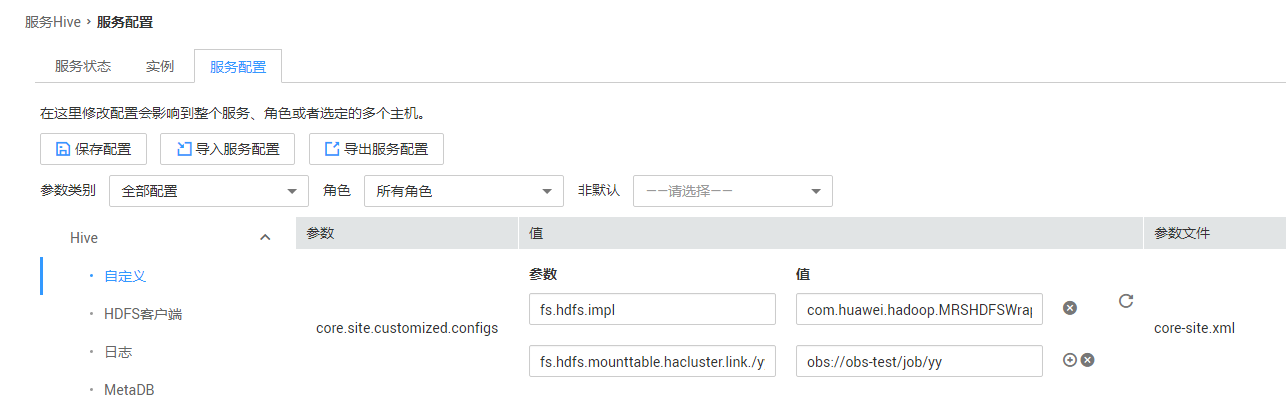 服务Hive › 服务配置
服务状态 实例 服务配置
在这里修改配置会影响到整个服务、角色或者选定的多个主机。
保存配置 导入服务配置 导出服务配置
参数类别 全部配置 角色 所有角色 非默认 ——请选择——
Hive 参数 值 参数文件
自定义 参数 值
HDFS客户端 fs.hdfs.impl com.huawei.hadoop.MRSHDFSWrap
core.site.customized.configs core-site.xml
日志 fs.hdfs.mounttable.hacluster.link./y obs://obs-test/job/yy
MetaDB